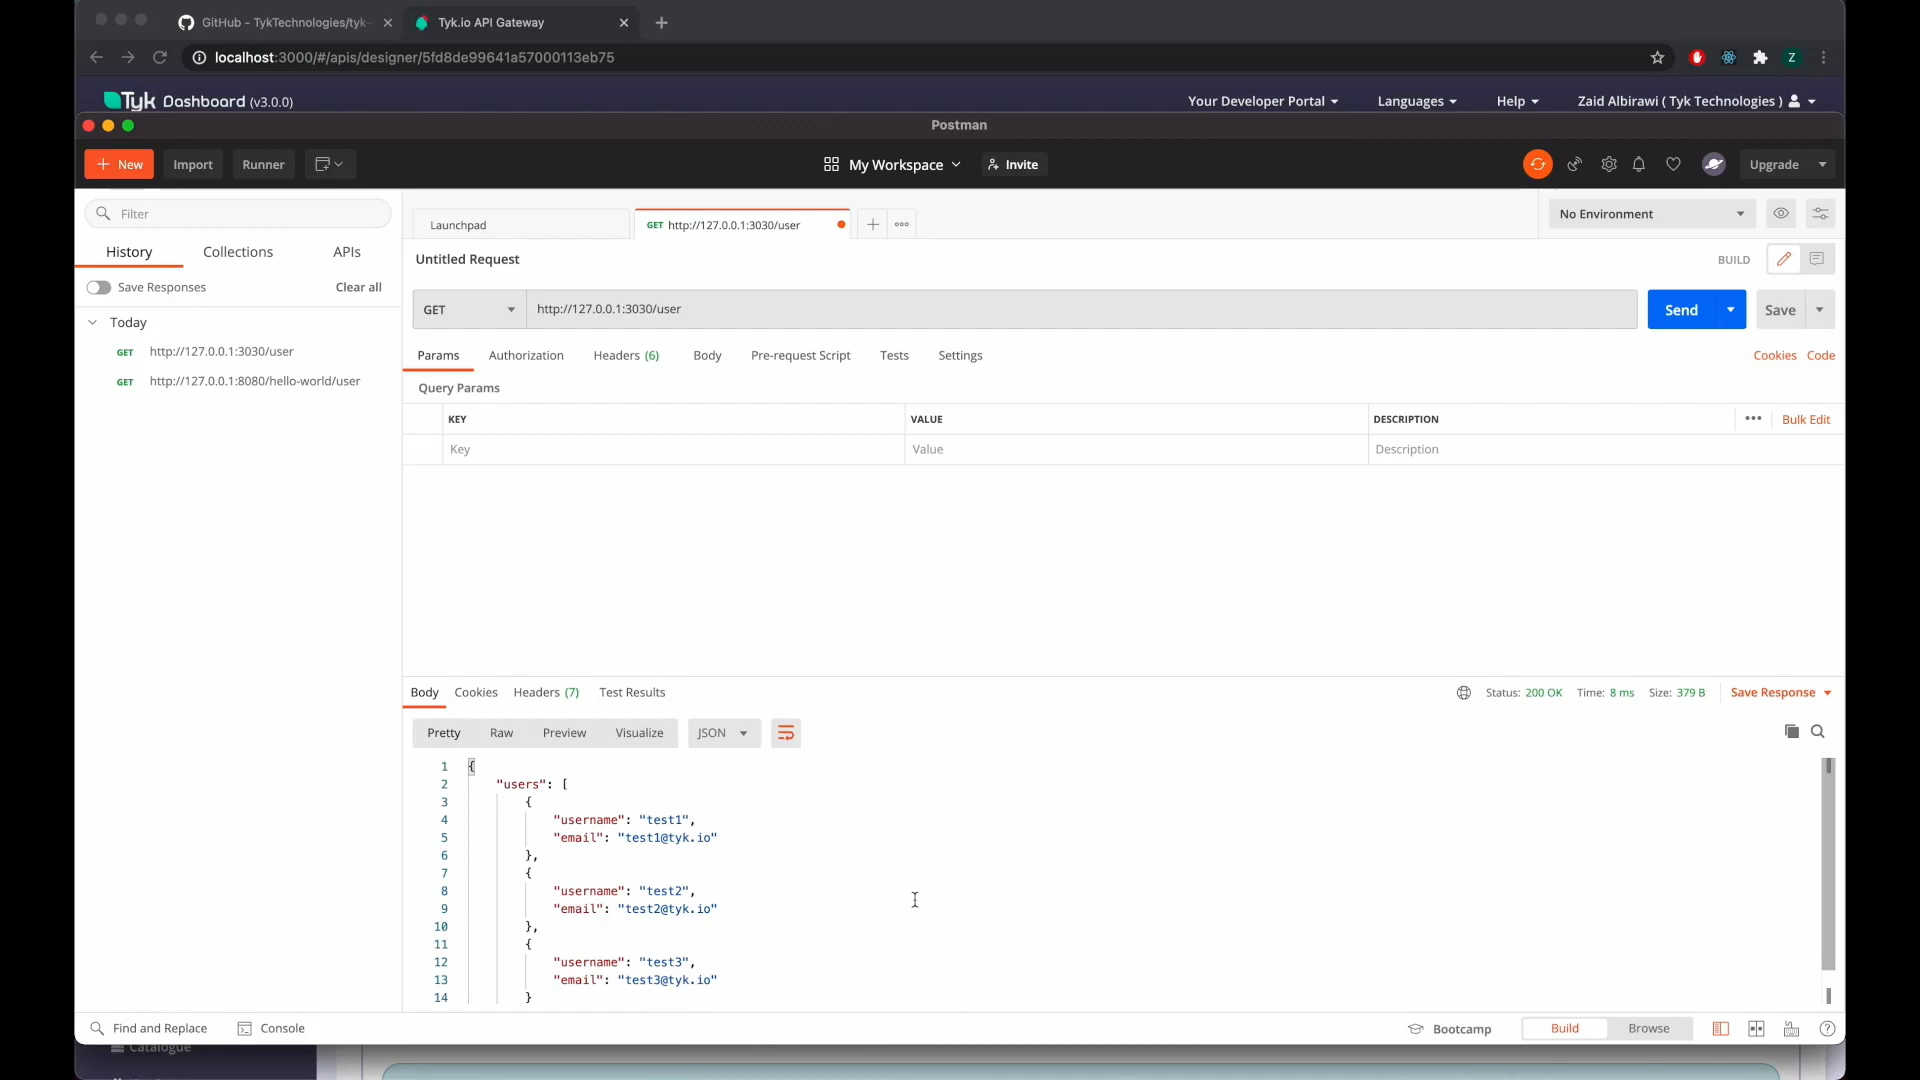 GitHub - TykTechnologies/tyk-
Tyk.io API Gateway
localhost:3000/#/apis/designer/5fd8de99641a57000113eb75
Z
Tyk Dashboard (v3.0.0)
Your Developer Portal
Languages
Help
Zaid Albirawi ( Tyk Technologies )
Postman
New
Import
Runner
My Workspace
Invite
Upgrade
Filter
History
Collections
APIs
Save Responses
Clear all
Today
GET http://127.0.0.1:3030/user
GET http://127.0.0.1:8080/hello-world/user
Launchpad
GET http://127.0.0.1:3030/user
No Environment
Untitled Request
BUILD
GET
http://127.0.0.1:3030/user
Send
Save
Params
Authorization
Headers (6)
Body
Pre-request Script
Tests
Settings
Cookies
Code
Query Params
KEY
VALUE
DESCRIPTION
Bulk Edit
Key
Value
Description
Body
Cookies
Headers (7)
Test Results
Status: 200 OK
Time: 8 ms
Size: 379 B
Save Response
Pretty
Raw
Preview
Visualize
JSON
1 {
2 "users": [
3 {
4 "username": "test1",
5 "email": "test1@tyk.io"
6 },
7 {
8 "username": "test2",
9 "email": "test2@tyk.io"
10 },
11 {
12 "username": "test3",
13 "email": "test3@tyk.io"
14 }
Find and Replace
Console
Bootcamp
Build
Browse
Catalogue